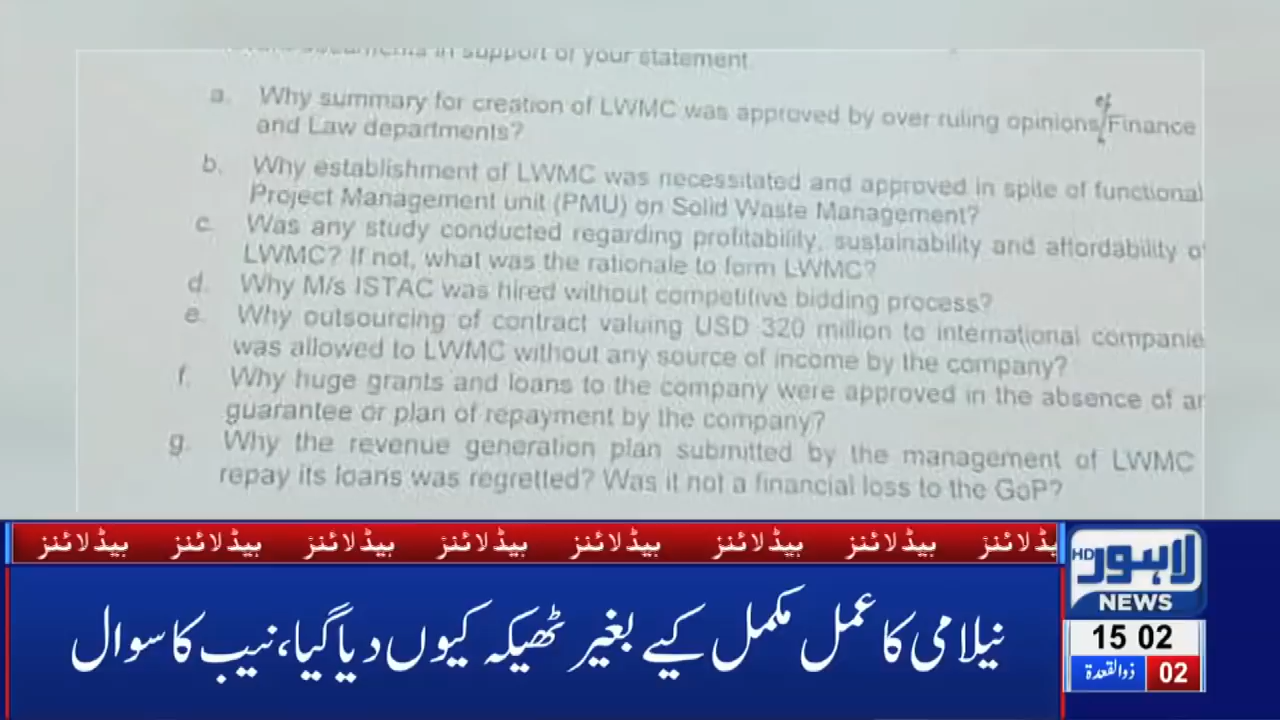 in support of your statement
a. Why summary for creation of LWMC was approved by over ruling opinions of Finance
and Law departments?
b. Why establishment of LWMC was necessitated and approved in spite of functional
Project Management unit (PMU) on Solid Waste Management?
c. Was any study conducted regarding profitability, sustainability and affordability of
LWMC? If not, what was the rationale to form LWMC?
d. Why M/s ISTAC was hired without competitive bidding process?
e. Why outsourcing of contract valuing USD 320 million to international companie
was allowed to LWMC without any source of income by the company?
f. Why huge grants and loans to the company were approved in the absence of an
guarantee or plan of repayment by the company?
g. Why the revenue generation plan submitted by the management of LWMC
repay its loans was regretted? Was it not a financial loss to the GoP?
ہیڈلائنز ہیڈلائنز ہیڈلائنز ہیڈلائنز ہیڈلائنز ہیڈلائنز ہیڈلائنز یڈلائنز
نیلامی کا عمل مکمل کیے بغیر ٹھیکہ کیوں دیا گیا، نیب کا سوال
لاہور HD
NEWS
15 02
ذوالقعدة 02